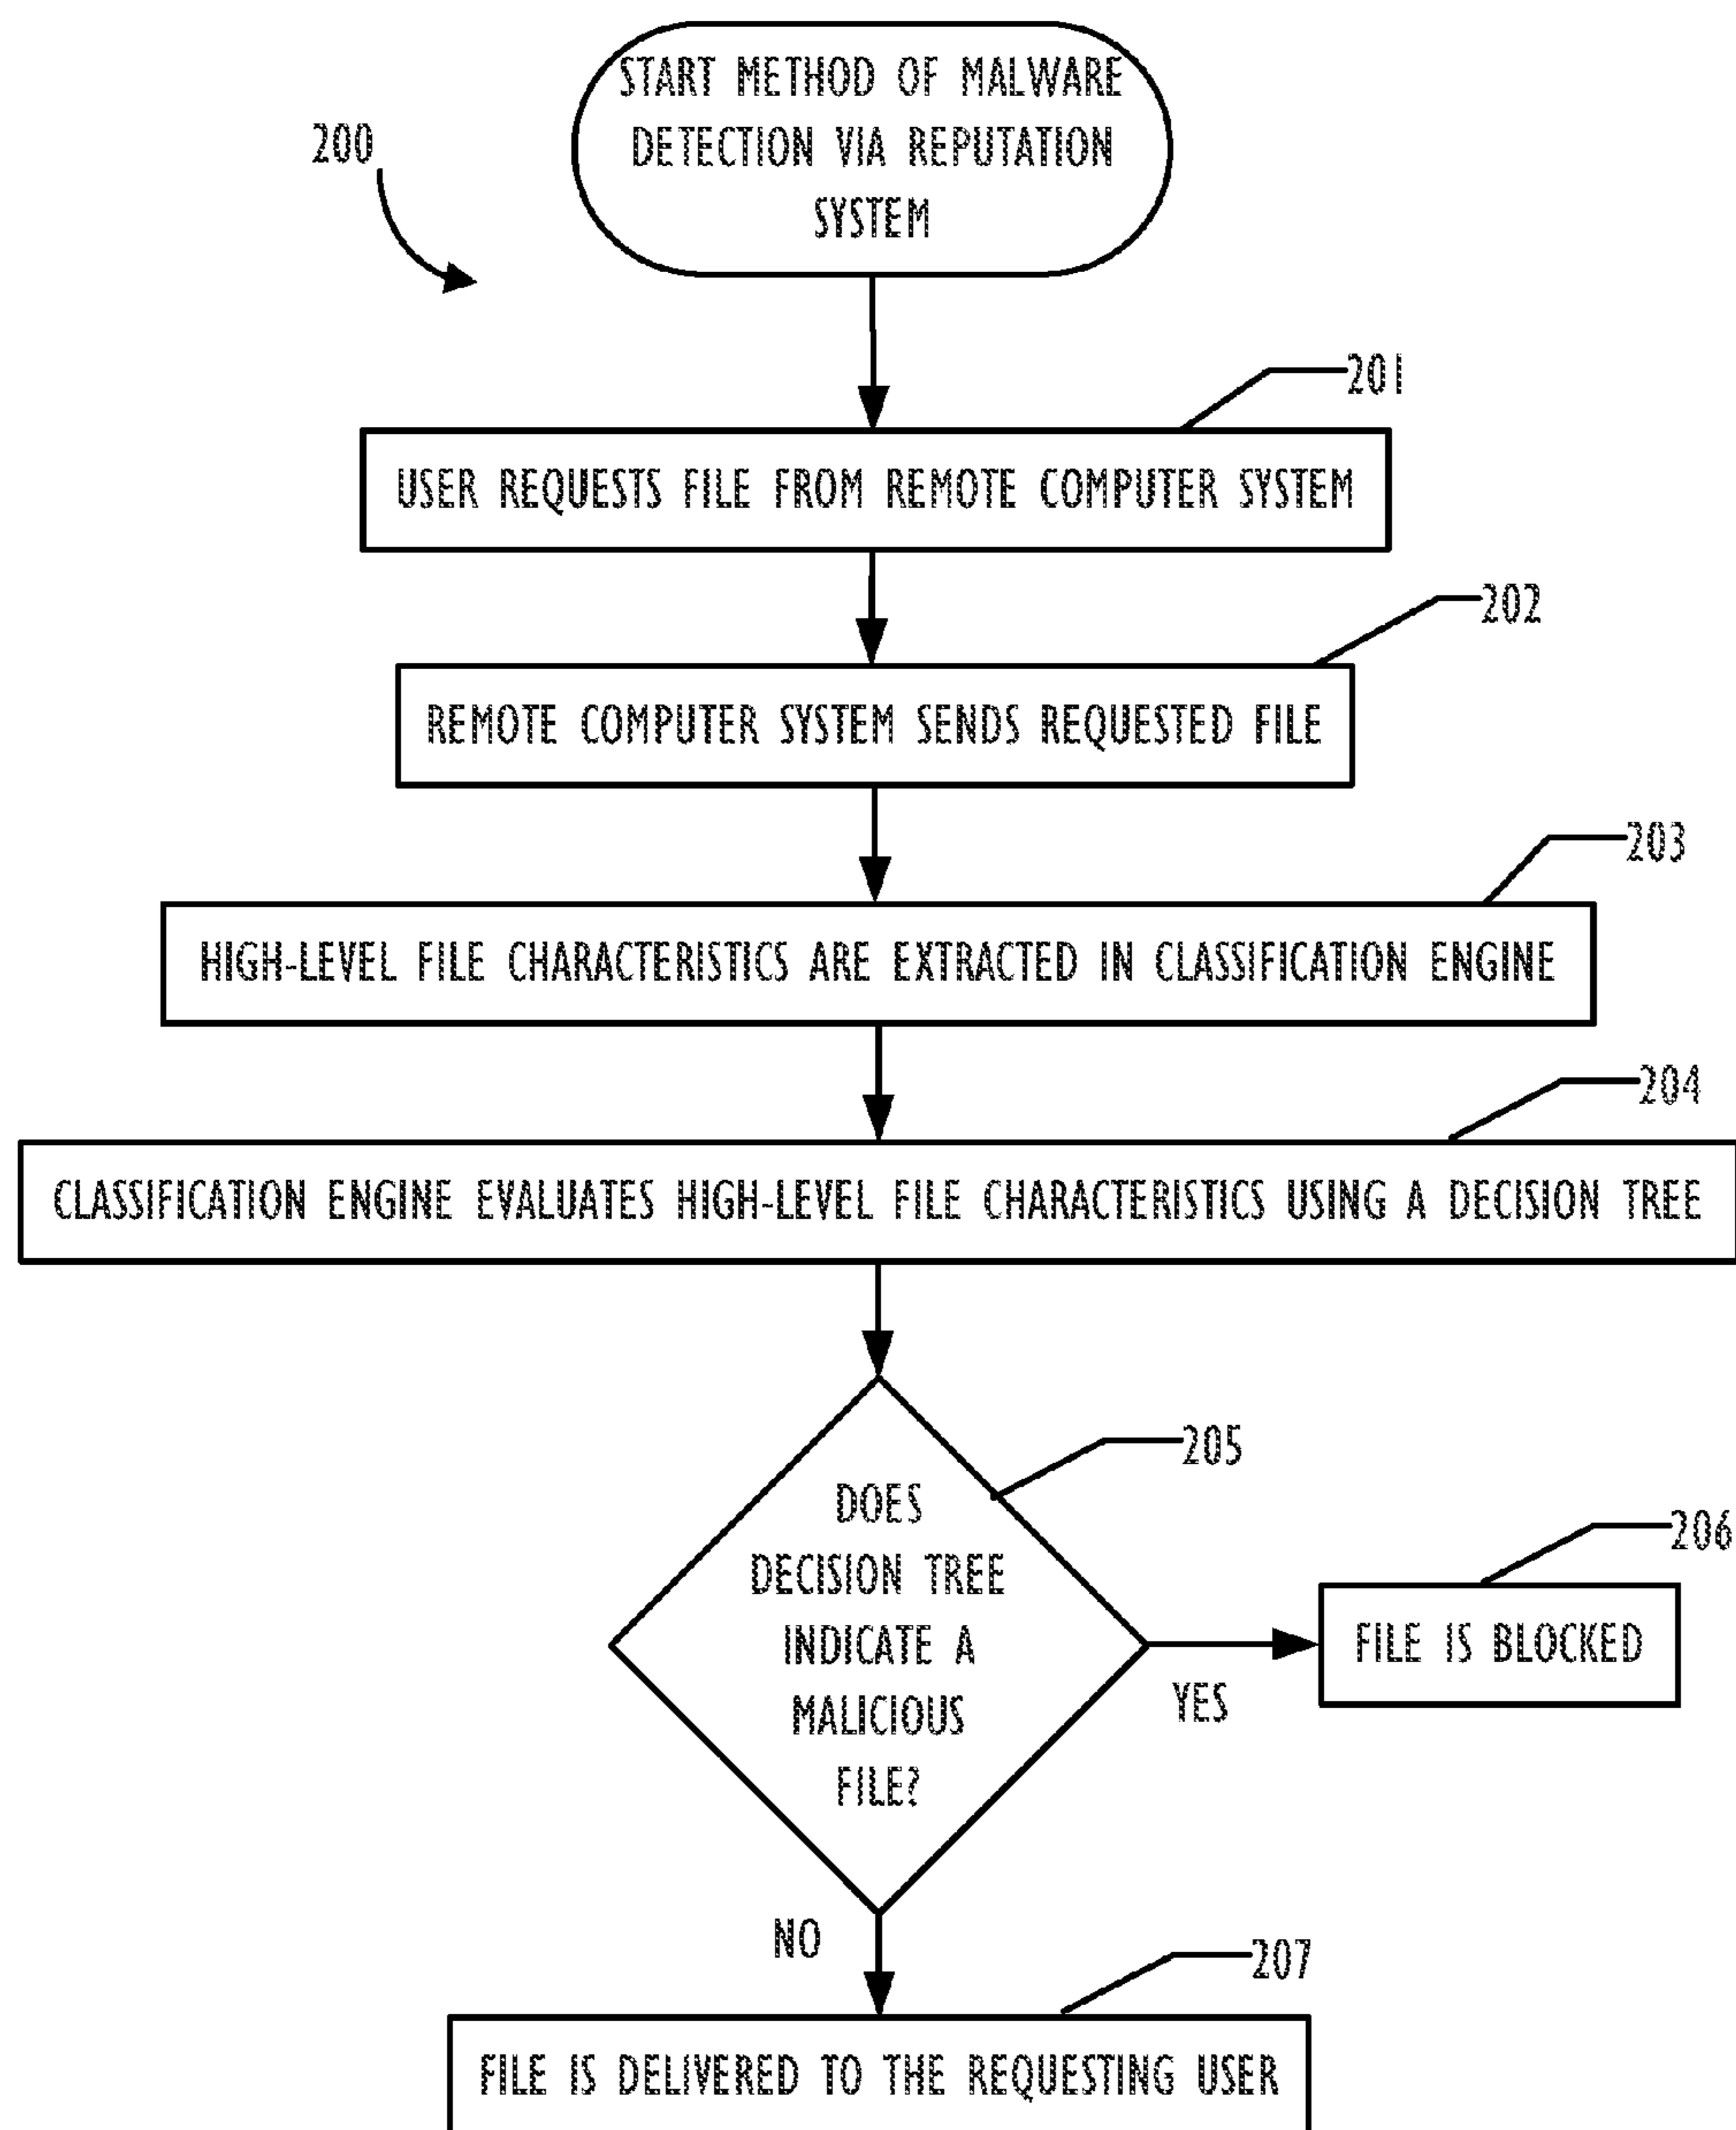 START METHOD OF MALWARE
DETECTION VIA REPUTATION
SYSTEM
200
201
USER REQUESTS FILE FROM REMOTE COMPUTER SYSTEM
202
REMOTE COMPUTER SYSTEM SENDS REQUESTED FILE
203
HIGH-LEVEL FILE CHARACTERISTICS ARE EXTRACTED IN CLASSIFICATION ENGINE
204
CLASSIFICATION ENGINE EVALUATES HIGH-LEVEL FILE CHARACTERISTICS USING A DECISION TREE
205
DOES
DECISION TREE
INDICATE A
MALICIOUS
FILE?
206
FILE IS BLOCKED
YES
NO
207
FILE IS DELIVERED TO THE REQUESTING USER